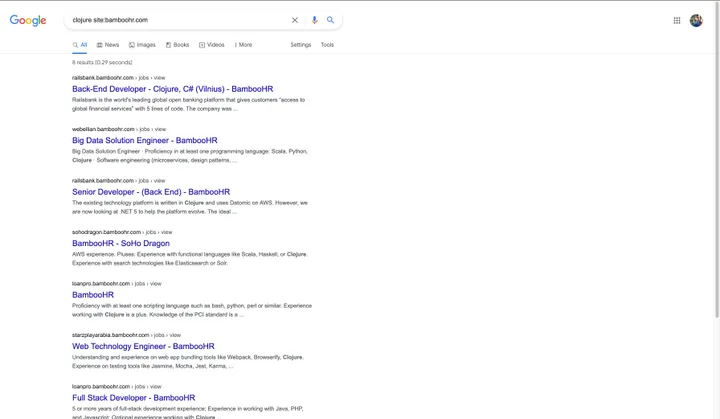 Google
clojure site:bamboohr.com
All News Images Books Videos More Settings Tools
8 results (0.29 seconds)
railsbank.bamboohr.com › jobs › view
Back-End Developer - Clojure, C# (Vilnius) - BambooHR
Railsbank is the world's leading global open banking platform that gives customers "access to
global financial services" with 5 lines of code. The company was ...
webellian.bamboohr.com › jobs › view
Big Data Solution Engineer - BambooHR
Big Data Solution Engineer · Proficiency in at least one programming language: Scala, Python,
Clojure · Software engineering (microservices, design patterns, ...
railsbank.bamboohr.com › jobs › view
Senior Developer - (Back End) - BambooHR
The existing technology platform is written in Clojure and uses Datomic on AWS. However, we
are now looking at .NET 5 to help the platform evolve. The ideal ...
sohodragon.bamboohr.com › jobs › view
BambooHR - SoHo Dragon
AWS experience. Pluses: Experience with functional languages like Scala, Haskell, or Clojure.
Experience with search technologies like Elasticsearch or Solr.
loanpro.bamboohr.com › jobs › view
BambooHR
Proficiency with at least one scripting language such as bash, python, perl or similar. Experience
working with Clojure is a plus. Knowledge of the PCI standard is a ...
starzplayarabia.bamboohr.com › jobs › view
Web Technology Engineer - BambooHR
Understanding and experience on web app bundling tools like Webpack, Browserify, Clojure.
Experience on testing tools like Jasmine, Mocha, Jest, Karma, ...
loanpro.bamboohr.com › jobs › view
Full Stack Developer - BambooHR
5 or more years of full-stack development experience; Experience in working with Java, PHP,
and Javascript; Optional experience working with Clojure ...